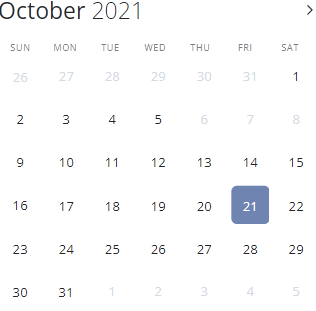 October 2021
SUN MON TUE WED THU FRI SAT
26 27 28 29 30 31 1
2 3 4 5 6 7 8
9 10 11 12 13 14 15
16 17 18 19 20 21 22
23 24 25 26 27 28 29
30 31 1 2 3 4 5